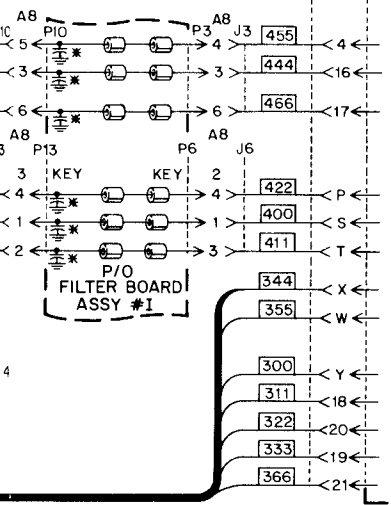 A8 A8
10 P10 P3 J3
< 5 * 4 > 455 < 4
< 3 * 3 > 444 < 16
< 6 * 6 > 466 < 17
A8 A8
3 P13 P6 J6
3 KEY KEY 2
< 4 * 4 > 422 < P
< 1 * 1 > 400 < S
< 2 * 3 > 411 < T
P/O
FILTER BOARD
ASSY #1
344 < X
355 < W
4
300 < Y
311 < 18
322 < 20
333 < 19
366 < 21